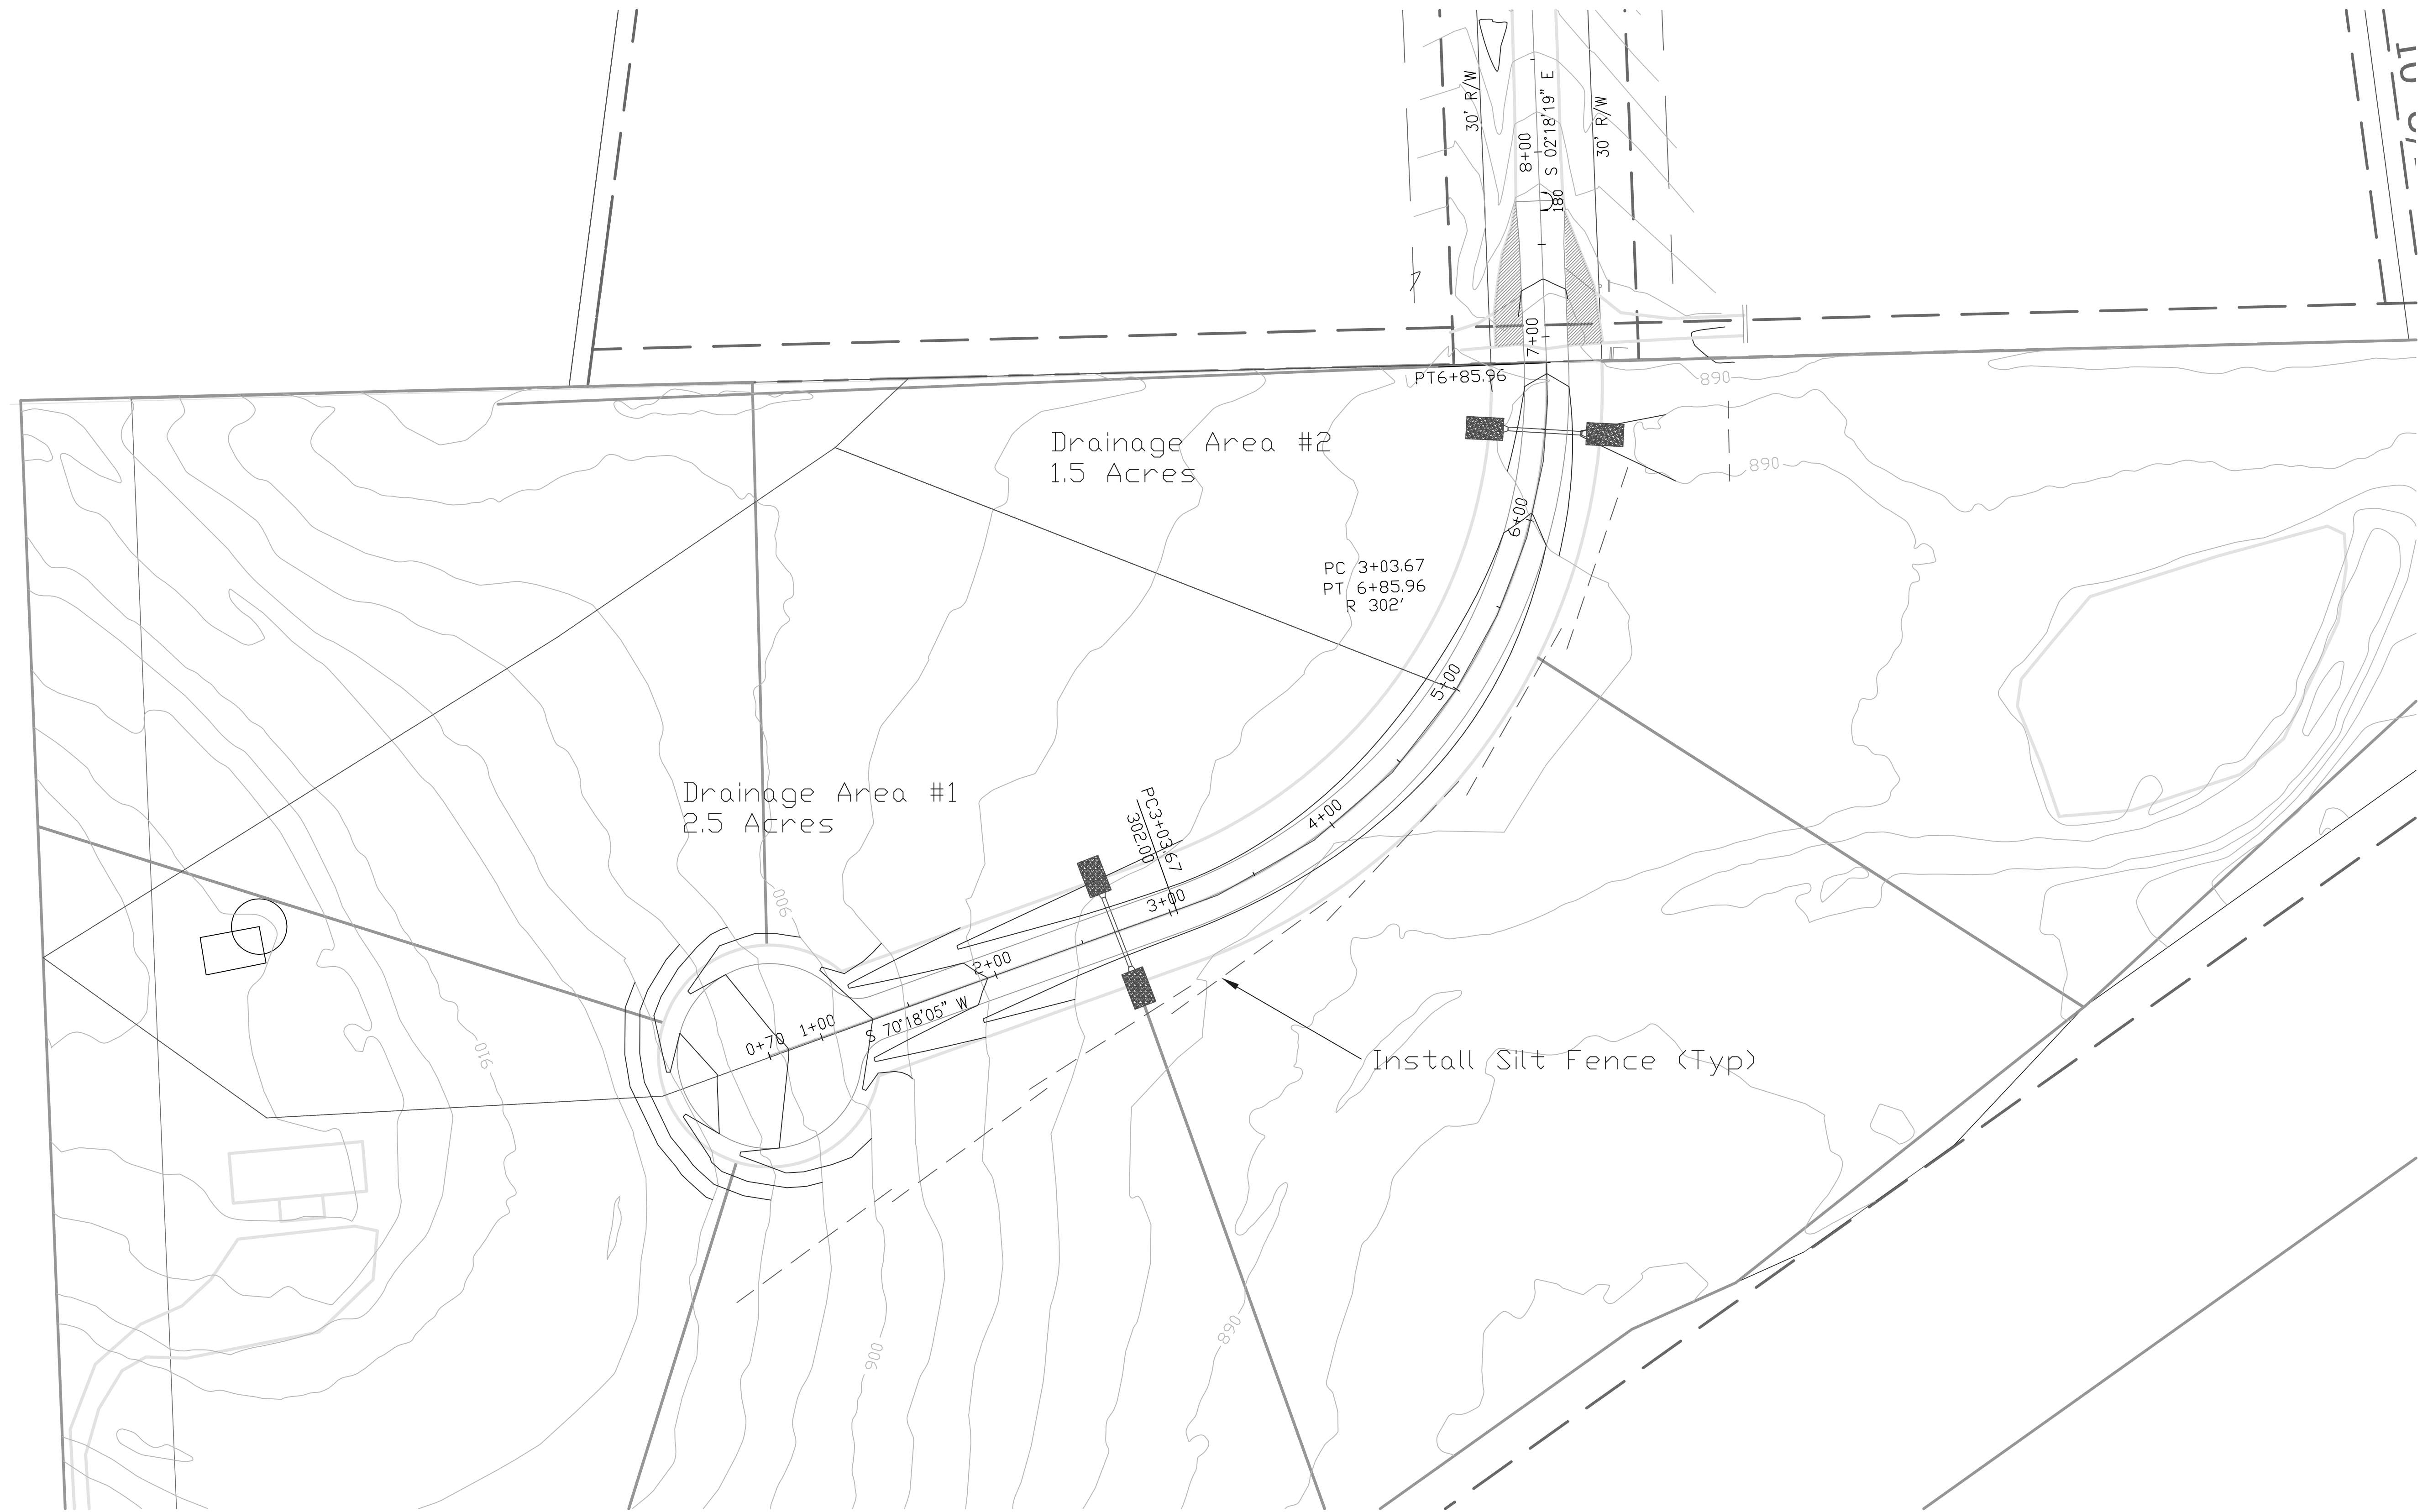 30' R/W
8+00
S 02°18'19" E
30' R/W
180
7+00
PT6+85.96
890
Drainage Area #2
1.5 Acres
890
6+00
PC 3+03.67
PT 6+85.96
R 302'
5+00
Drainage Area #1
2.5 Acres
PC3+03.67
302.00
4+00
900
3+00
2+00
S 70°18'05" W
1+00
0+70
910
Install Silt Fence (Typ)
890
900